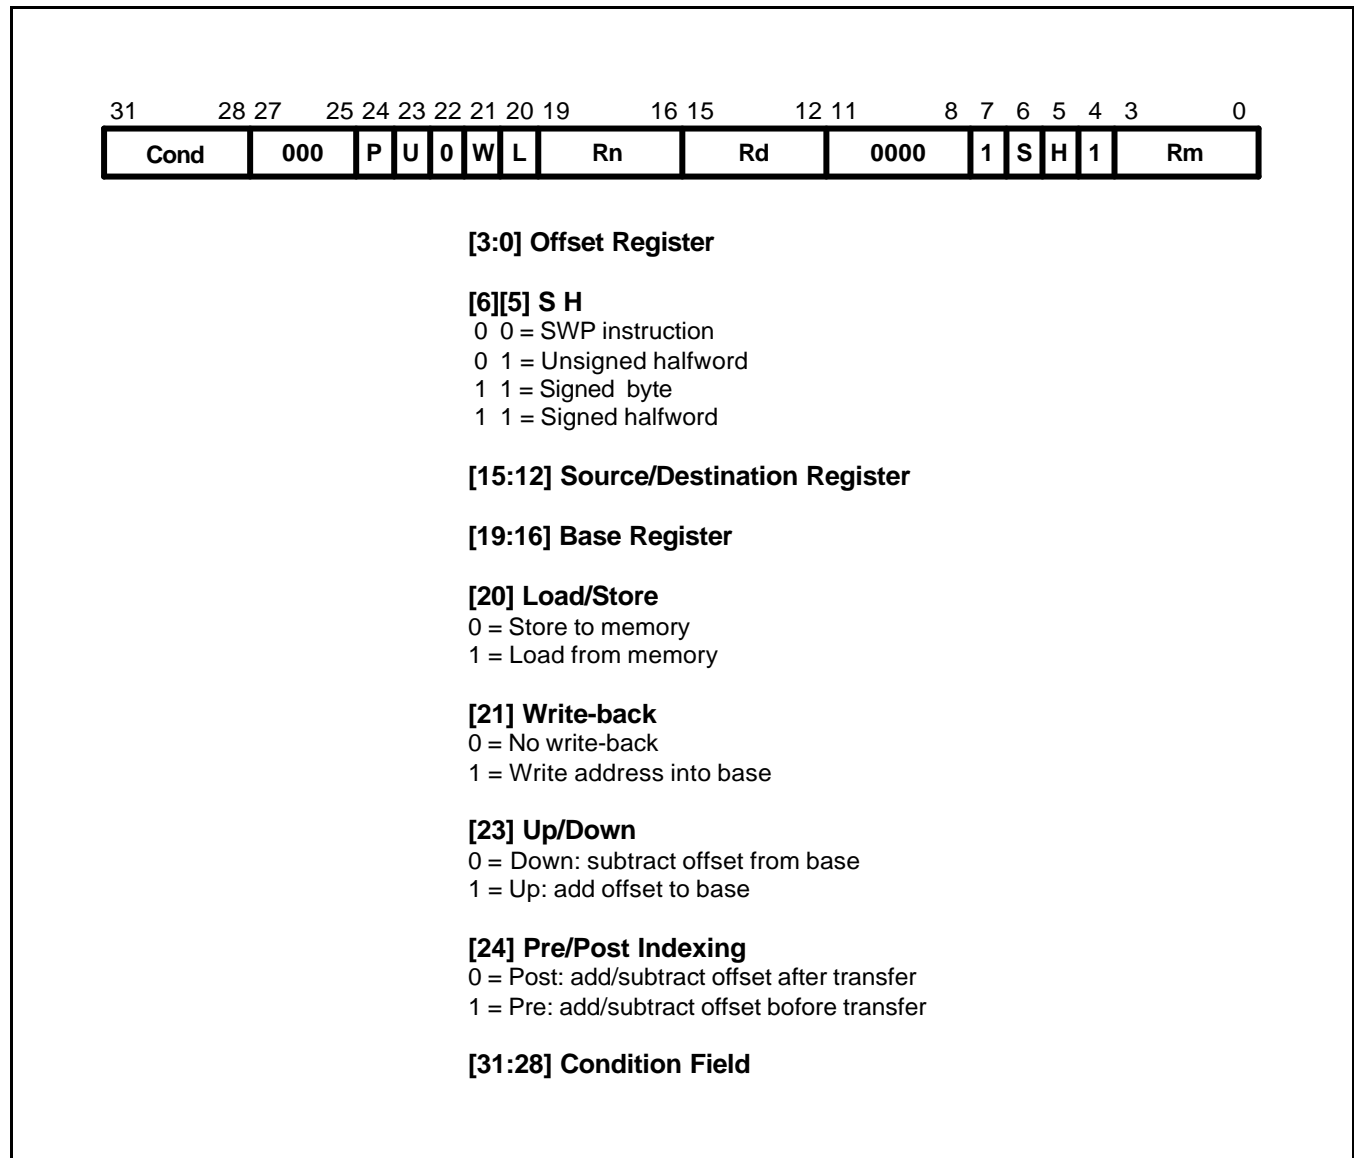 31 28 27 25 24 23 22 21 20 19 16 15 12 11 8 7 6 5 4 3 0
Cond 000 P U 0 W L Rn Rd 0000 1 S H 1 Rm
[3:0] Offset Register
[6][5] S H
0 0 = SWP instruction
0 1 = Unsigned halfword
1 1 = Signed byte
1 1 = Signed halfword
[15:12] Source/Destination Register
[19:16] Base Register
[20] Load/Store
0 = Store to memory
1 = Load from memory
[21] Write-back
0 = No write-back
1 = Write address into base
[23] Up/Down
0 = Down: subtract offset from base
1 = Up: add offset to base
[24] Pre/Post Indexing
0 = Post: add/subtract offset after transfer
1 = Pre: add/subtract offset bofore transfer
[31:28] Condition Field